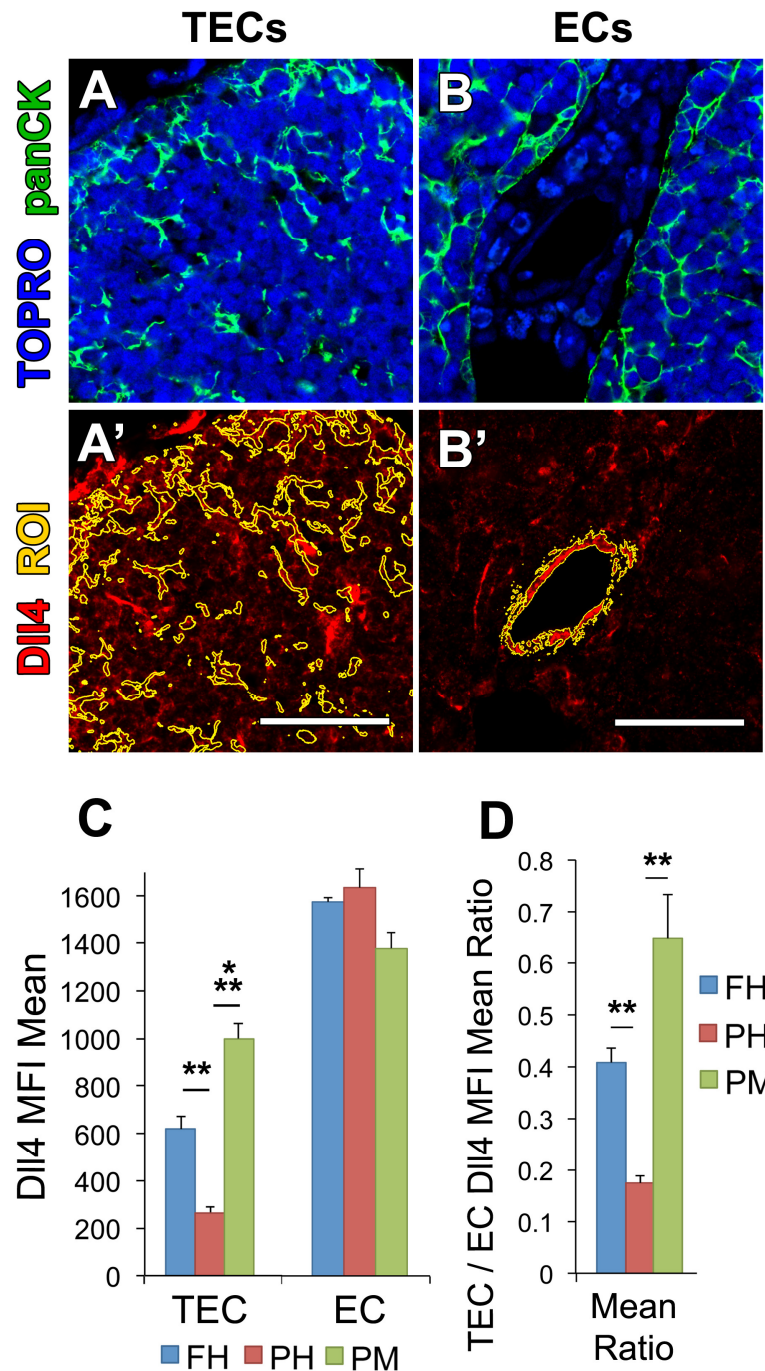 TECs
ECs
TOPRO panCK
A
B
Dll4 ROI
A’
B’
C
Dll4 MFI Mean
1600
1400
1200
1000
800
600
400
200
0
**
*
**
TEC
EC
FH
PH
PM
D
TEC / EC Dll4 MFI Mean Ratio
0.8
0.7
0.6
0.5
0.4
0.3
0.2
0.1
0
**
**
Mean
Ratio
FH
PH
PM